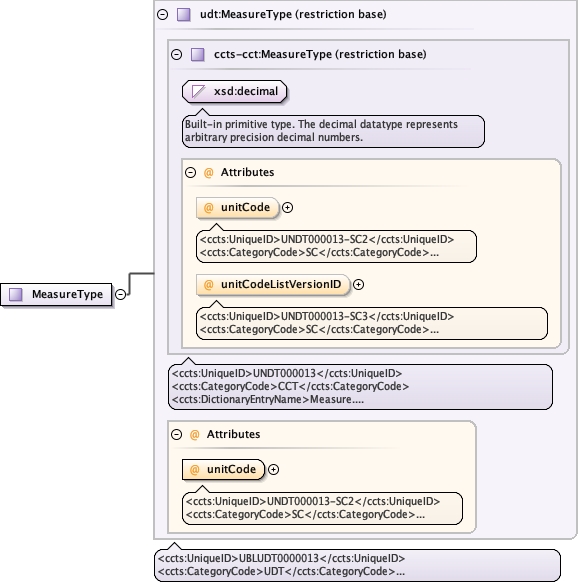 udt:MeasureType (restriction base)
ccts-cct:MeasureType (restriction base)
xsd:decimal
Built-in primitive type. The decimal datatype represents
arbitrary precision decimal numbers.
@ Attributes
@ unitCode
<ccts:UniqueID>UNDT000013-SC2</ccts:UniqueID>
<ccts:CategoryCode>SC</ccts:CategoryCode>...
@ unitCodeListVersionID
<ccts:UniqueID>UNDT000013-SC3</ccts:UniqueID>
<ccts:CategoryCode>SC</ccts:CategoryCode>...
MeasureType
<ccts:UniqueID>UNDT000013</ccts:UniqueID>
<ccts:CategoryCode>CCT</ccts:CategoryCode>
<ccts:DictionaryEntryName>Measure....
@ Attributes
@ unitCode
<ccts:UniqueID>UNDT000013-SC2</ccts:UniqueID>
<ccts:CategoryCode>SC</ccts:CategoryCode>...
<ccts:UniqueID>UBLUDT0000013</ccts:UniqueID>
<ccts:CategoryCode>UDT</ccts:CategoryCode>...